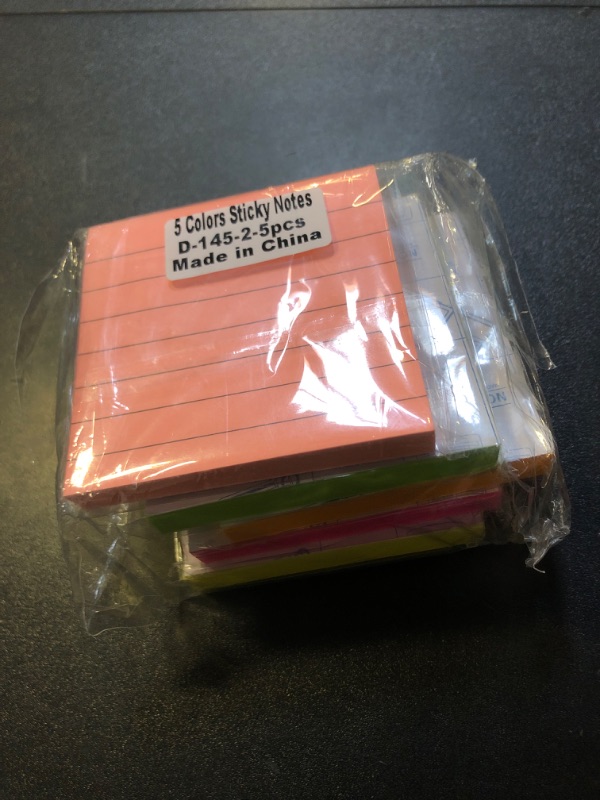 5 Colors Sticky Notes
D-145-2-5pcs
Made in China